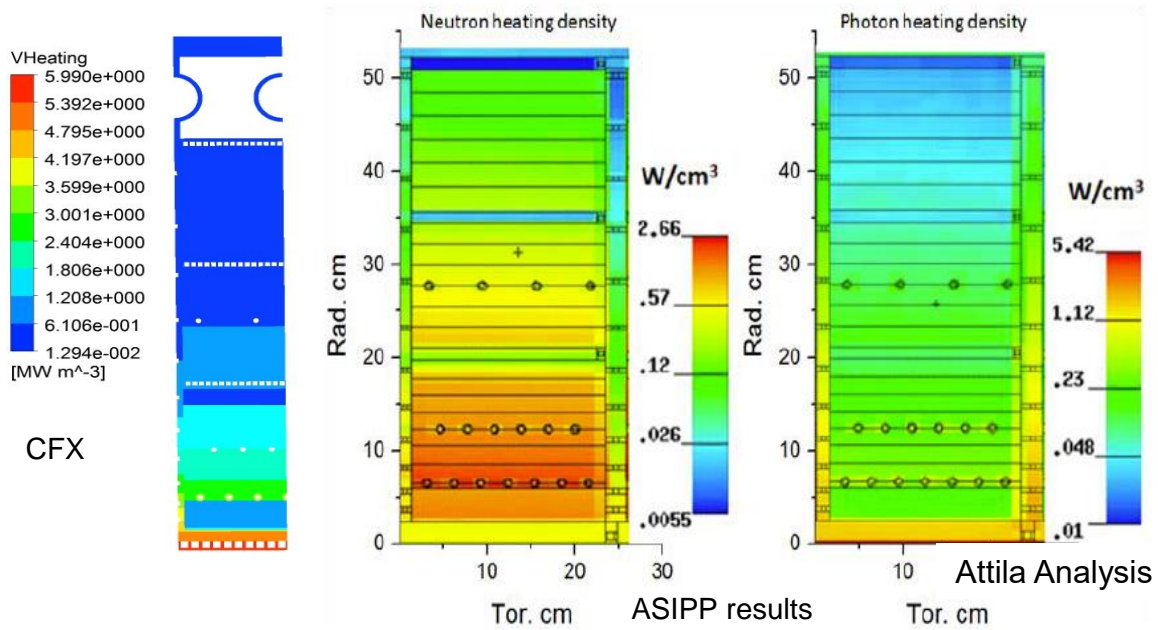 VHeating
5.990e+000
5.392e+000
4.795e+000
4.197e+000
3.599e+000
3.001e+000
2.404e+000
1.806e+000
1.208e+000
6.106e-001
1.294e-002
[MW m^-3]
CFX
Neutron heating density
50
40
30
20
10
0
Rad. cm
10 20 30
Tor. cm
W/cm³
2.66
.57
.12
.026
.0055
ASIPP results
Photon heating density
50
40
30
20
10
0
Rad. cm
10
Tor. cm
W/cm³
5.42
1.12
.23
.048
.01
Attila Analysis